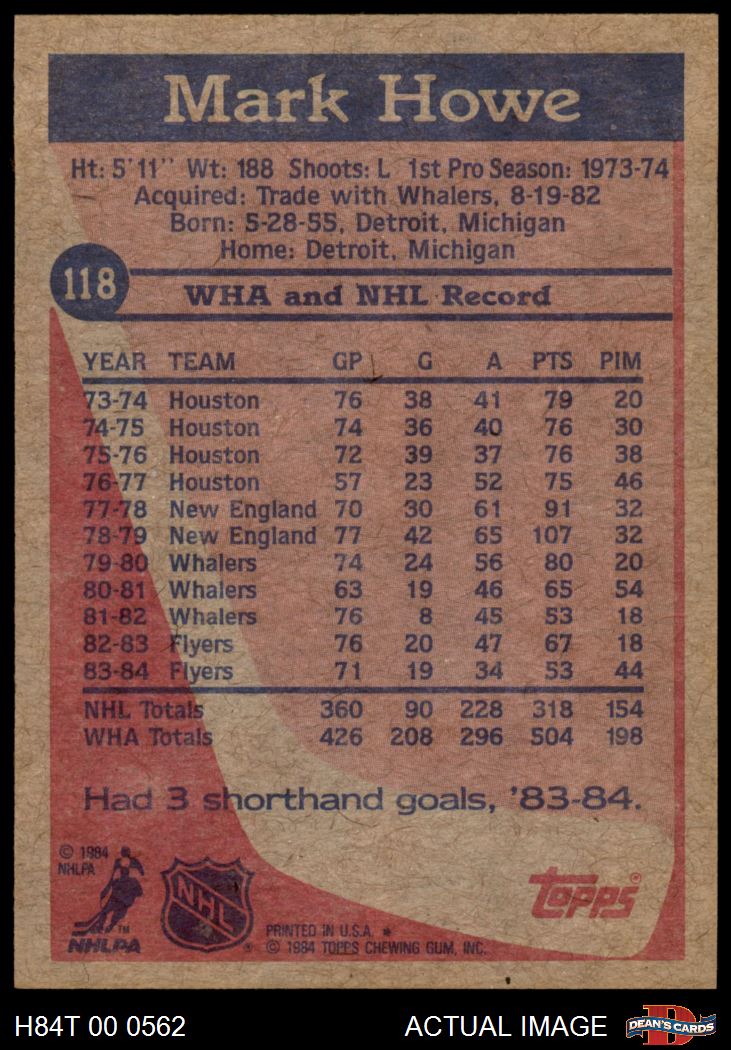 Mark Howe
Ht: 5'11" Wt: 188 Shoots: L 1st Pro Season: 1973-74
Acquired: Trade with Whalers, 8-19-82
Born: 5-28-55, Detroit, Michigan
Home: Detroit, Michigan
118
WHA and NHL Record
YEAR TEAM GP G A PTS PIM
73-74 Houston 76 38 41 79 20
74-75 Houston 74 36 40 76 30
75-76 Houston 72 39 37 76 38
76-77 Houston 57 23 52 75 46
77-78 New England 70 30 61 91 32
78-79 New England 77 42 65 107 32
79-80 Whalers 74 24 56 80 20
80-81 Whalers 63 19 46 65 54
81-82 Whalers 76 8 45 53 18
82-83 Flyers 76 20 47 67 18
83-84 Flyers 71 19 34 53 44
NHL Totals 360 90 228 318 154
WHA Totals 426 208 296 504 198
Had 3 shorthand goals, '83-84.
© 1984
NHLPA
TM
NHLPA
NHL
®
TOPPS®
PRINTED IN U.S.A. *
© 1984 TOPPS CHEWING GUM, INC.
H84T 00 0562
ACTUAL IMAGE
D
DEAN'S CARDS